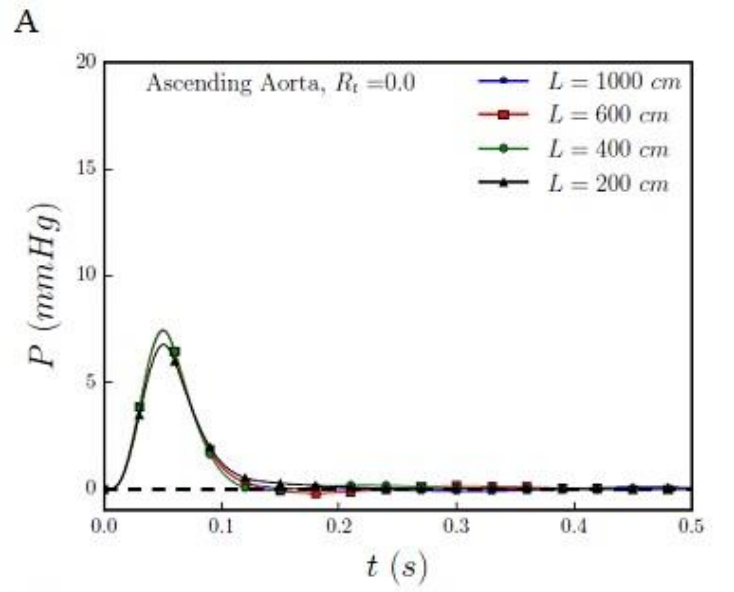 A
20
Ascending Aorta, Rt =0.0
L = 1000 cm
L = 600 cm
L = 400 cm
L = 200 cm
15
10
5
0
P (mmHg)
0.0 0.1 0.2 0.3 0.4 0.5
t (s)